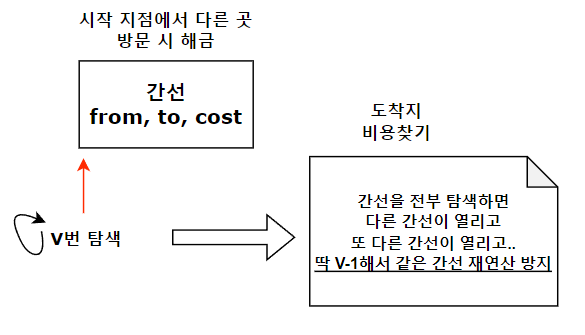 시작 지점에서 다른 곳
방문 시 해금
간선
from, to, cost
V번 탐색
도착지
비용찾기
간선을 전부 탐색하면
다른 간선이 열리고
또 다른 간선이 열리고..
딱 V-1해서 같은 간선 재연산 방지